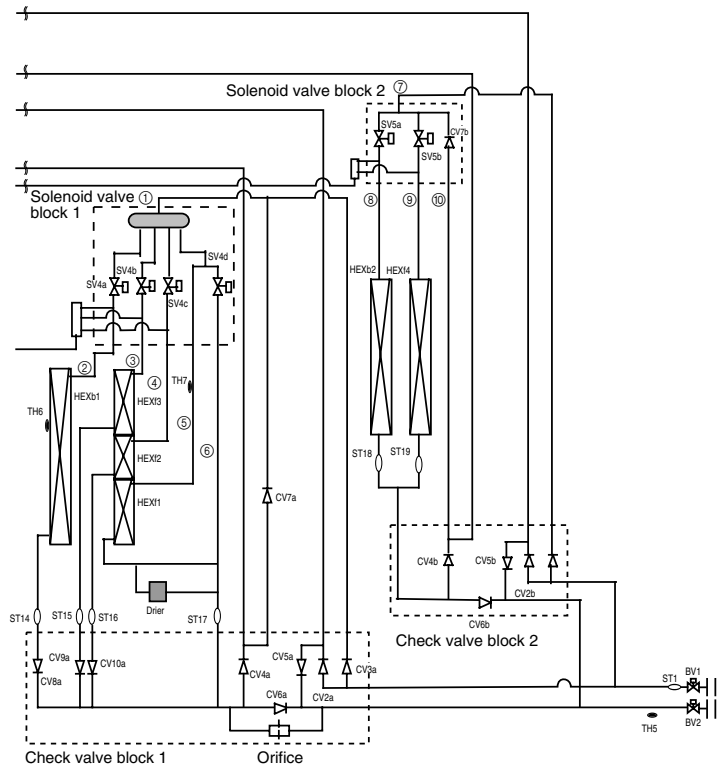 Solenoid valve block 2
⑦
SV5a
SV5b
CV7b
Solenoid valve
block 1
①
⑧
⑨
⑩
SV4a
SV4b
SV4c
SV4d
HEXb2
HEXf4
②
③
④
⑤
⑥
TH6
HEXb1
HEXf3
TH7
HEXf2
HEXf1
ST18
ST19
CV7a
CV4b
CV5b
CV2b
CV6b
Check valve block 2
Drier
ST14
ST15
ST16
ST17
CV8a
CV9a
CV10a
CV4a
CV5a
CV3a
CV6a
CV2a
ST1
BV1
TH5
BV2
Check valve block 1
Orifice